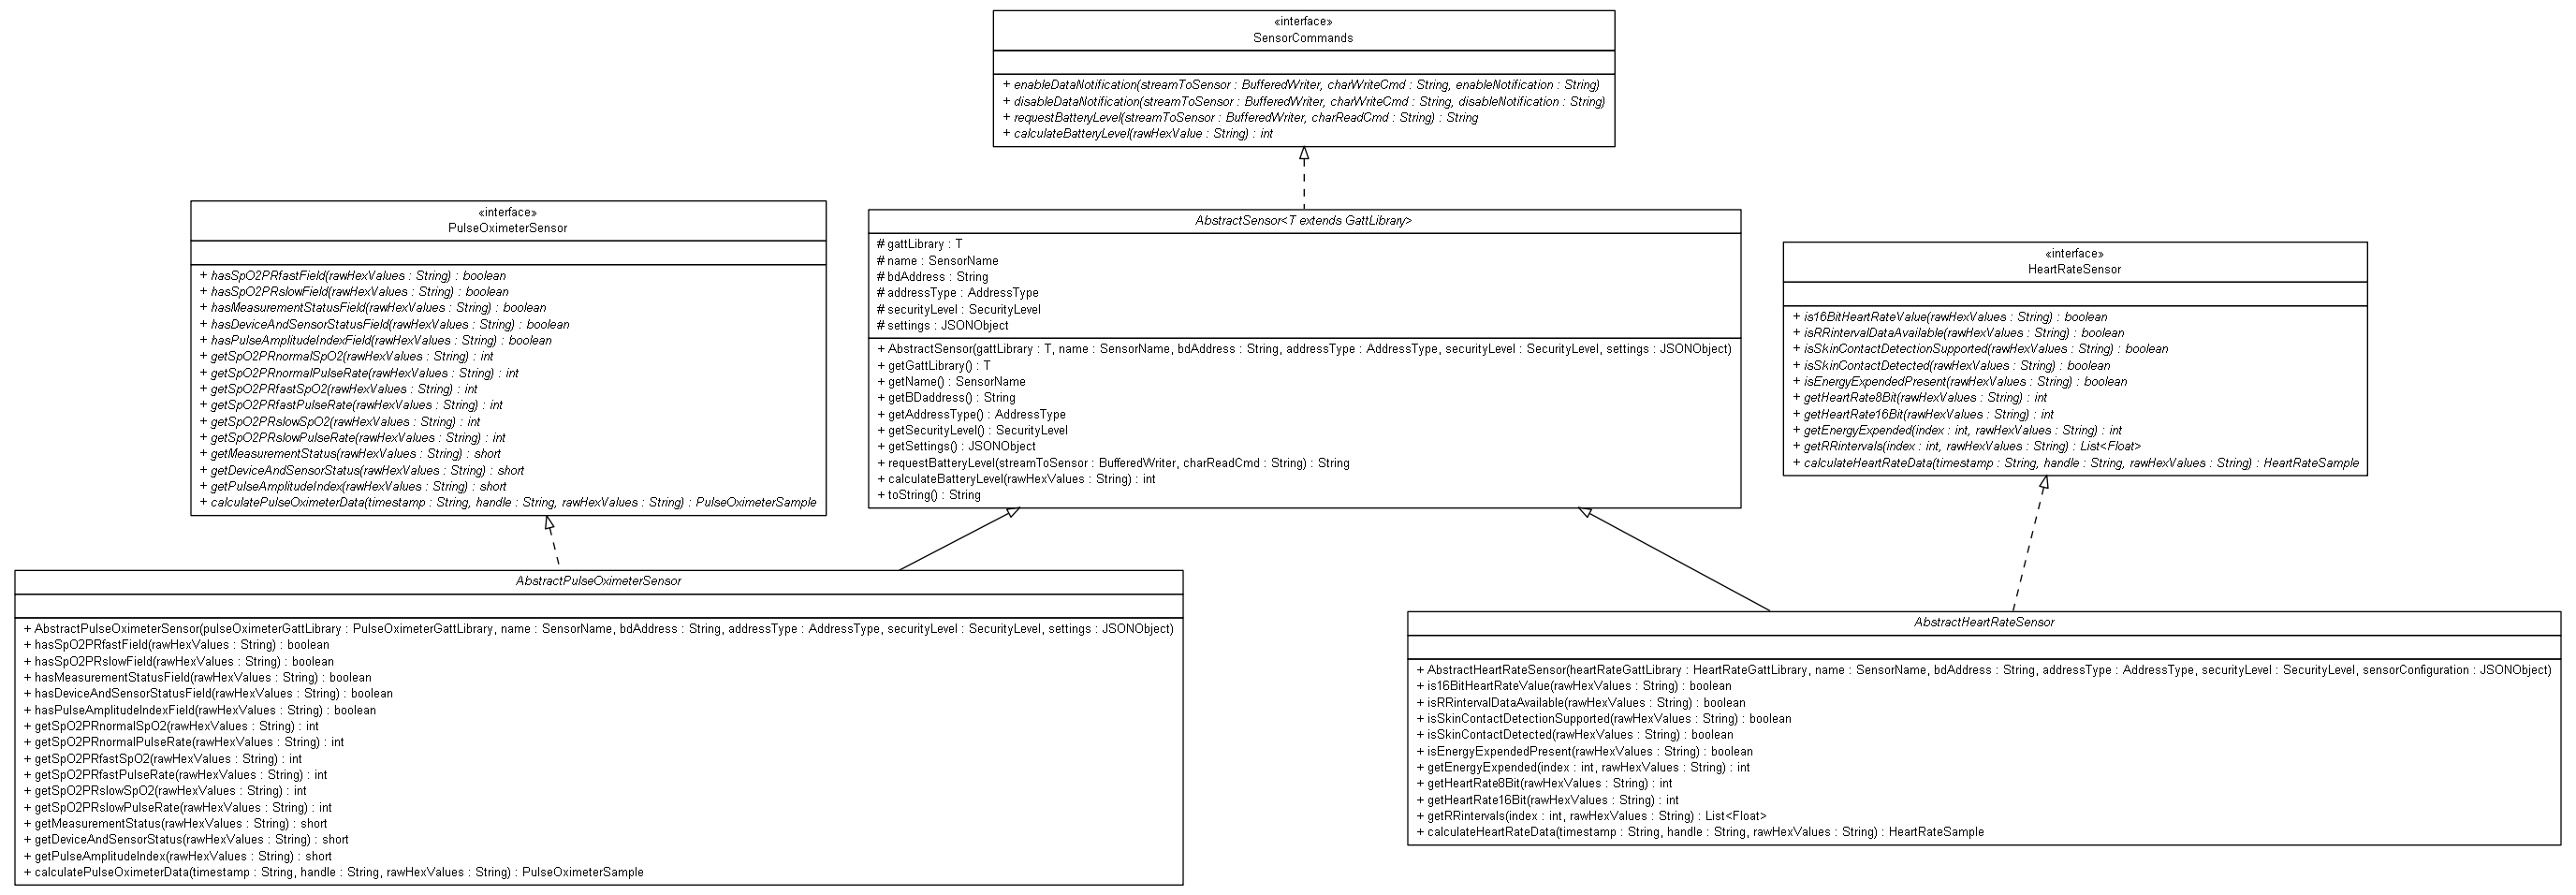 «interface»
SensorCommands
+ enableDataNotification(streamToSensor : BufferedWriter, charWriteCmd : String, enableNotification : String)
+ disableDataNotification(streamToSensor : BufferedWriter, charWriteCmd : String, disableNotification : String)
+ requestBatteryLevel(streamToSensor : BufferedWriter, charReadCmd : String) : String
+ calculateBatteryLevel(rawHexValue : String) : int
«interface»
PulseOximeterSensor
+ hasSpO2PRfastField(rawHexValues : String) : boolean
+ hasSpO2PRslowField(rawHexValues : String) : boolean
+ hasMeasurementStatusField(rawHexValues : String) : boolean
+ hasDeviceAndSensorStatusField(rawHexValues : String) : boolean
+ hasPulseAmplitudeIndexField(rawHexValues : String) : boolean
+ getSpO2PRnormalSpO2(rawHexValues : String) : int
+ getSpO2PRnormalPulseRate(rawHexValues : String) : int
+ getSpO2PRfastSpO2(rawHexValues : String) : int
+ getSpO2PRfastPulseRate(rawHexValues : String) : int
+ getSpO2PRslowSpO2(rawHexValues : String) : int
+ getSpO2PRslowPulseRate(rawHexValues : String) : int
+ getMeasurementStatus(rawHexValues : String) : short
+ getDeviceAndSensorStatus(rawHexValues : String) : short
+ getPulseAmplitudeIndex(rawHexValues : String) : short
+ calculatePulseOximeterData(timestamp : String, handle : String, rawHexValues : String) : PulseOximeterSample
AbstractSensor<T extends GattLibrary>
# gattLibrary : T
# name : SensorName
# bdAddress : String
# addressType : AddressType
# securityLevel : SecurityLevel
# settings : JSONObject
+ AbstractSensor(gattLibrary : T, name : SensorName, bdAddress : String, addressType : AddressType, securityLevel : SecurityLevel, settings : JSONObject)
+ getGattLibrary() : T
+ getName() : SensorName
+ getBDaddress() : String
+ getAddressType() : AddressType
+ getSecurityLevel() : SecurityLevel
+ getSettings() : JSONObject
+ requestBatteryLevel(streamToSensor : BufferedWriter, charReadCmd : String) : String
+ calculateBatteryLevel(rawHexValues : String) : int
+ toString() : String
«interface»
HeartRateSensor
+ is16BitHeartRateValue(rawHexValues : String) : boolean
+ isRRintervalDataAvailable(rawHexValues : String) : boolean
+ isSkinContactDetectionSupported(rawHexValues : String) : boolean
+ isSkinContactDetected(rawHexValues : String) : boolean
+ isEnergyExpendedPresent(rawHexValues : String) : boolean
+ getHeartRate8Bit(rawHexValues : String) : int
+ getHeartRate16Bit(rawHexValues : String) : int
+ getEnergyExpended(index : int, rawHexValues : String) : int
+ getRRintervals(index : int, rawHexValues : String) : List<Float>
+ calculateHeartRateData(timestamp : String, handle : String, rawHexValues : String) : HeartRateSample
AbstractPulseOximeterSensor
+ AbstractPulseOximeterSensor(pulseOximeterGattLibrary : PulseOximeterGattLibrary, name : SensorName, bdAddress : String, addressType : AddressType, securityLevel : SecurityLevel, settings : JSONObject)
+ hasSpO2PRfastField(rawHexValues : String) : boolean
+ hasSpO2PRslowField(rawHexValues : String) : boolean
+ hasMeasurementStatusField(rawHexValues : String) : boolean
+ hasDeviceAndSensorStatusField(rawHexValues : String) : boolean
+ hasPulseAmplitudeIndexField(rawHexValues : String) : boolean
+ getSpO2PRnormalSpO2(rawHexValues : String) : int
+ getSpO2PRnormalPulseRate(rawHexValues : String) : int
+ getSpO2PRfastSpO2(rawHexValues : String) : int
+ getSpO2PRfastPulseRate(rawHexValues : String) : int
+ getSpO2PRslowSpO2(rawHexValues : String) : int
+ getSpO2PRslowPulseRate(rawHexValues : String) : int
+ getMeasurementStatus(rawHexValues : String) : short
+ getDeviceAndSensorStatus(rawHexValues : String) : short
+ getPulseAmplitudeIndex(rawHexValues : String) : short
+ calculatePulseOximeterData(timestamp : String, handle : String, rawHexValues : String) : PulseOximeterSample
AbstractHeartRateSensor
+ AbstractHeartRateSensor(heartRateGattLibrary : HeartRateGattLibrary, name : SensorName, bdAddress : String, addressType : AddressType, securityLevel : SecurityLevel, sensorConfiguration : JSONObject)
+ is16BitHeartRateValue(rawHexValues : String) : boolean
+ isRRintervalDataAvailable(rawHexValues : String) : boolean
+ isSkinContactDetectionSupported(rawHexValues : String) : boolean
+ isSkinContactDetected(rawHexValues : String) : boolean
+ isEnergyExpendedPresent(rawHexValues : String) : boolean
+ getEnergyExpended(index : int, rawHexValues : String) : int
+ getHeartRate8Bit(rawHexValues : String) : int
+ getHeartRate16Bit(rawHexValues : String) : int
+ getRRintervals(index : int, rawHexValues : String) : List<Float>
+ calculateHeartRateData(timestamp : String, handle : String, rawHexValues : String) : HeartRateSample